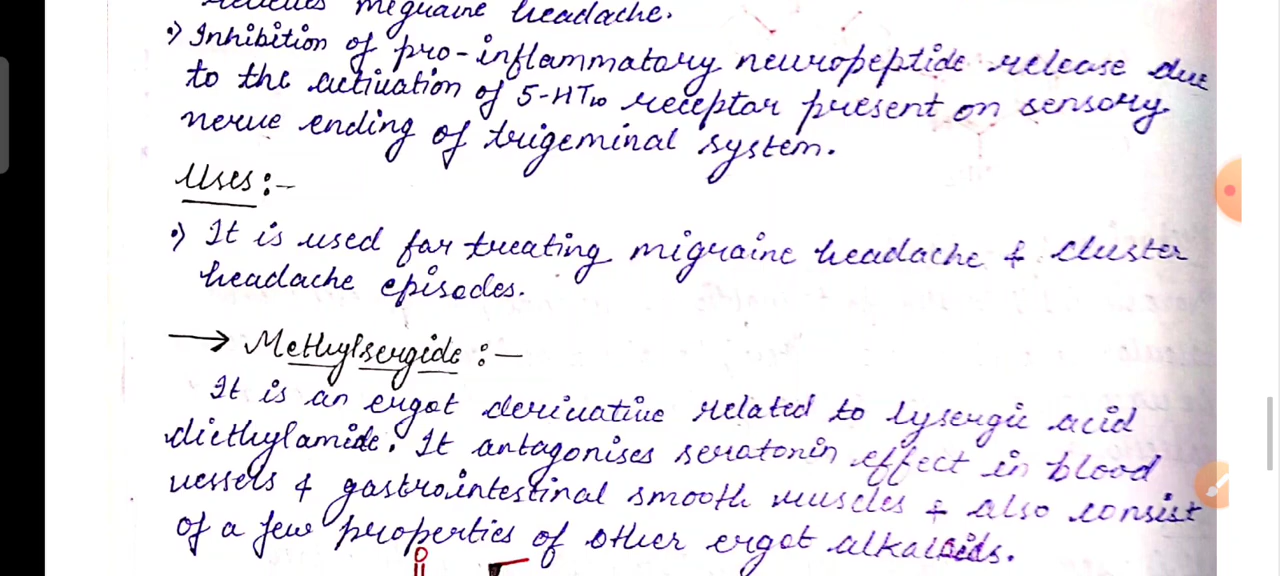 migraine headache.
•) Inhibition of pro-inflammatory neuropeptide release due
to the activation of 5-HT1D receptor present on sensory
nerve ending of trigeminal system.
Uses :-
•) It is used for treating migraine headache & cluster
headache episodes.
→ Methylsergide :-
It is an ergot derivative related to lysergic acid
diethylamide. It antagonises seratonin effect in blood
vessels & gastrointestinal smooth muscles & also consist
of a few properties of other ergot alkaloids.
O